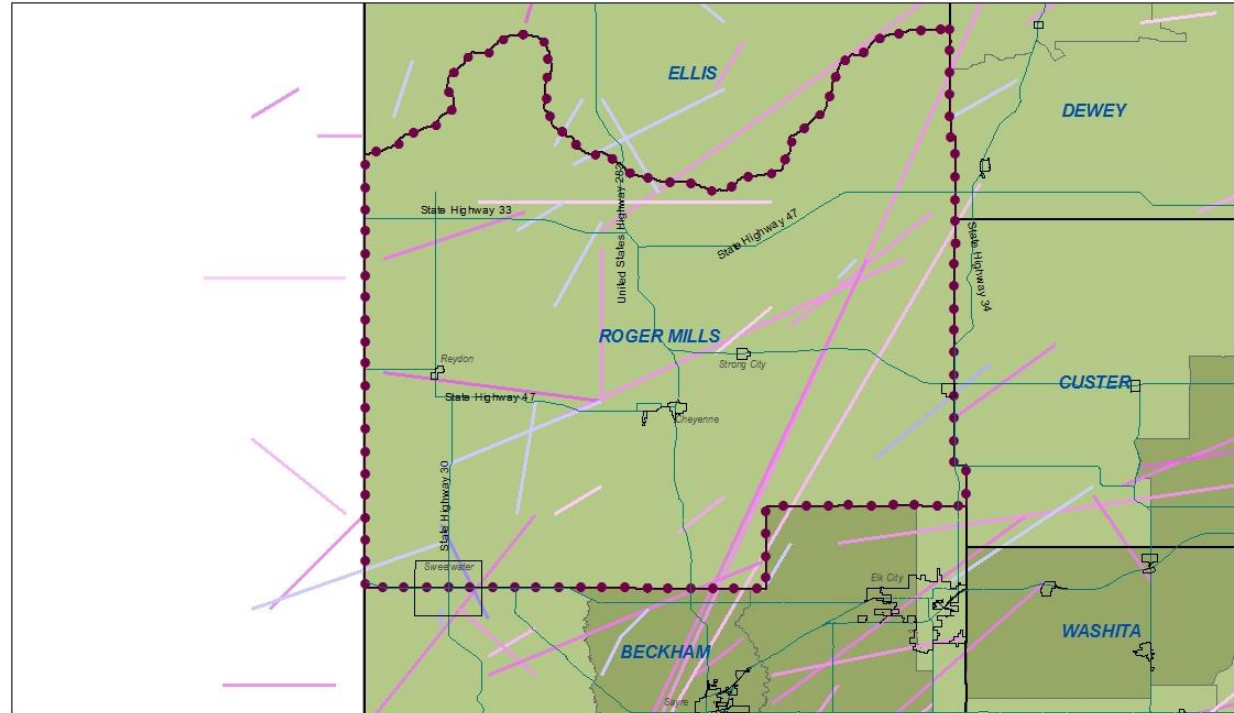 ELLIS
DEWEY
State Highway 33
United States Highway 283
State Highway 47
State Highway 34
ROGER MILLS
Reydon
Strong City
CUSTER
State Highway 47
Cheyenne
State Highway 30
Sweetwater
Elk City
BECKHAM
WASHITA
Sayre